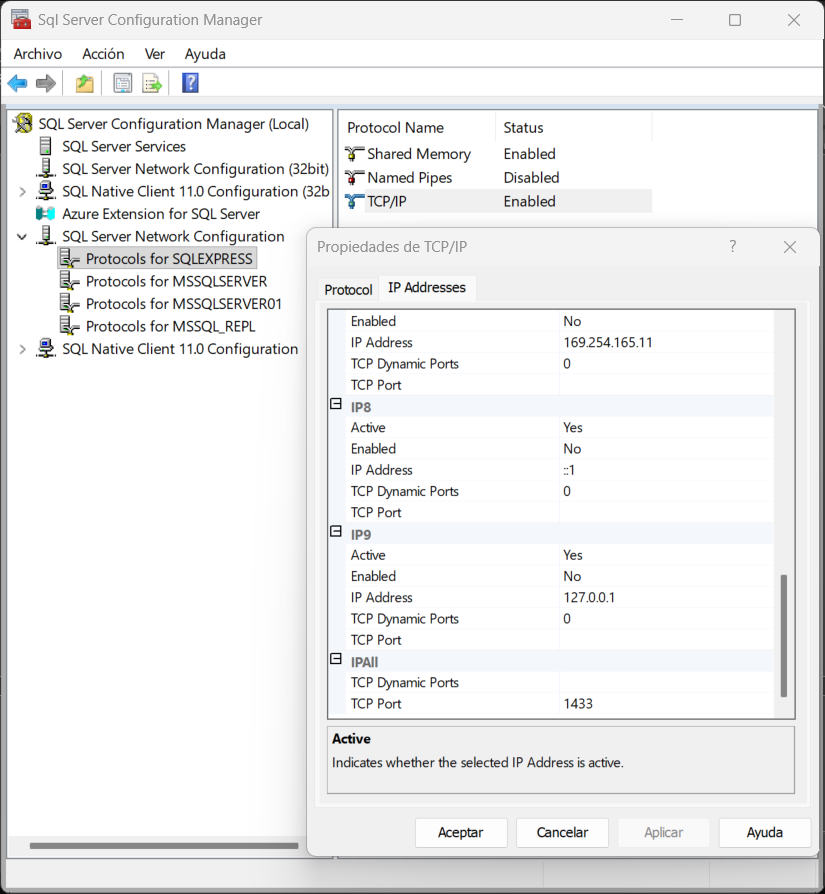 Sql Server Configuration Manager
Archivo Acción Ver Ayuda
SQL Server Configuration Manager (Local)
SQL Server Services
SQL Server Network Configuration (32bit)
SQL Native Client 11.0 Configuration (32b
Azure Extension for SQL Server
SQL Server Network Configuration
Protocols for SQLEXPRESS
Protocols for MSSQLSERVER
Protocols for MSSQLSERVER01
Protocols for MSSQL_REPL
SQL Native Client 11.0 Configuration
Protocol Name Status
Shared Memory Enabled
Named Pipes Disabled
TCP/IP Enabled
Propiedades de TCP/IP
Protocol IP Addresses
Enabled No
IP Address 169.254.165.11
TCP Dynamic Ports 0
TCP Port
IP8
Active Yes
Enabled No
IP Address ::1
TCP Dynamic Ports 0
TCP Port
IP9
Active Yes
Enabled No
IP Address 127.0.0.1
TCP Dynamic Ports 0
TCP Port
IPAll
TCP Dynamic Ports
TCP Port 1433
Active
Indicates whether the selected IP Address is active.
Aceptar Cancelar Aplicar Ayuda